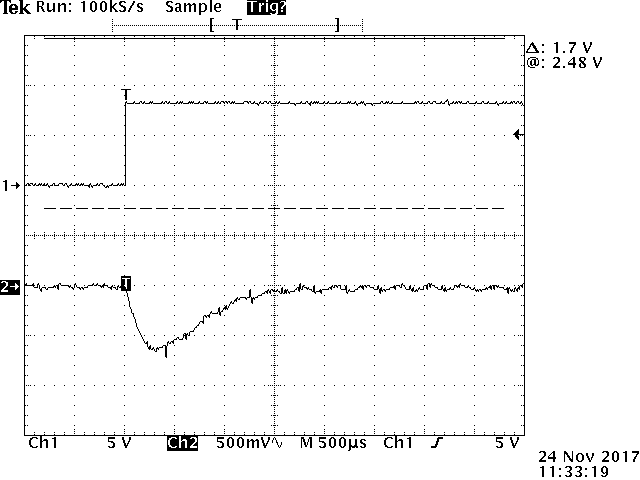 Tek Run: 100kS/s Sample Trig?
[ T ]
Δ: 1.7 V
@: 2.48 V
T
1→
2→ T
Ch1 5 V Ch2 500mV∿ M 500µs Ch1 ƒ 5 V
24 Nov 2017
11:33:19